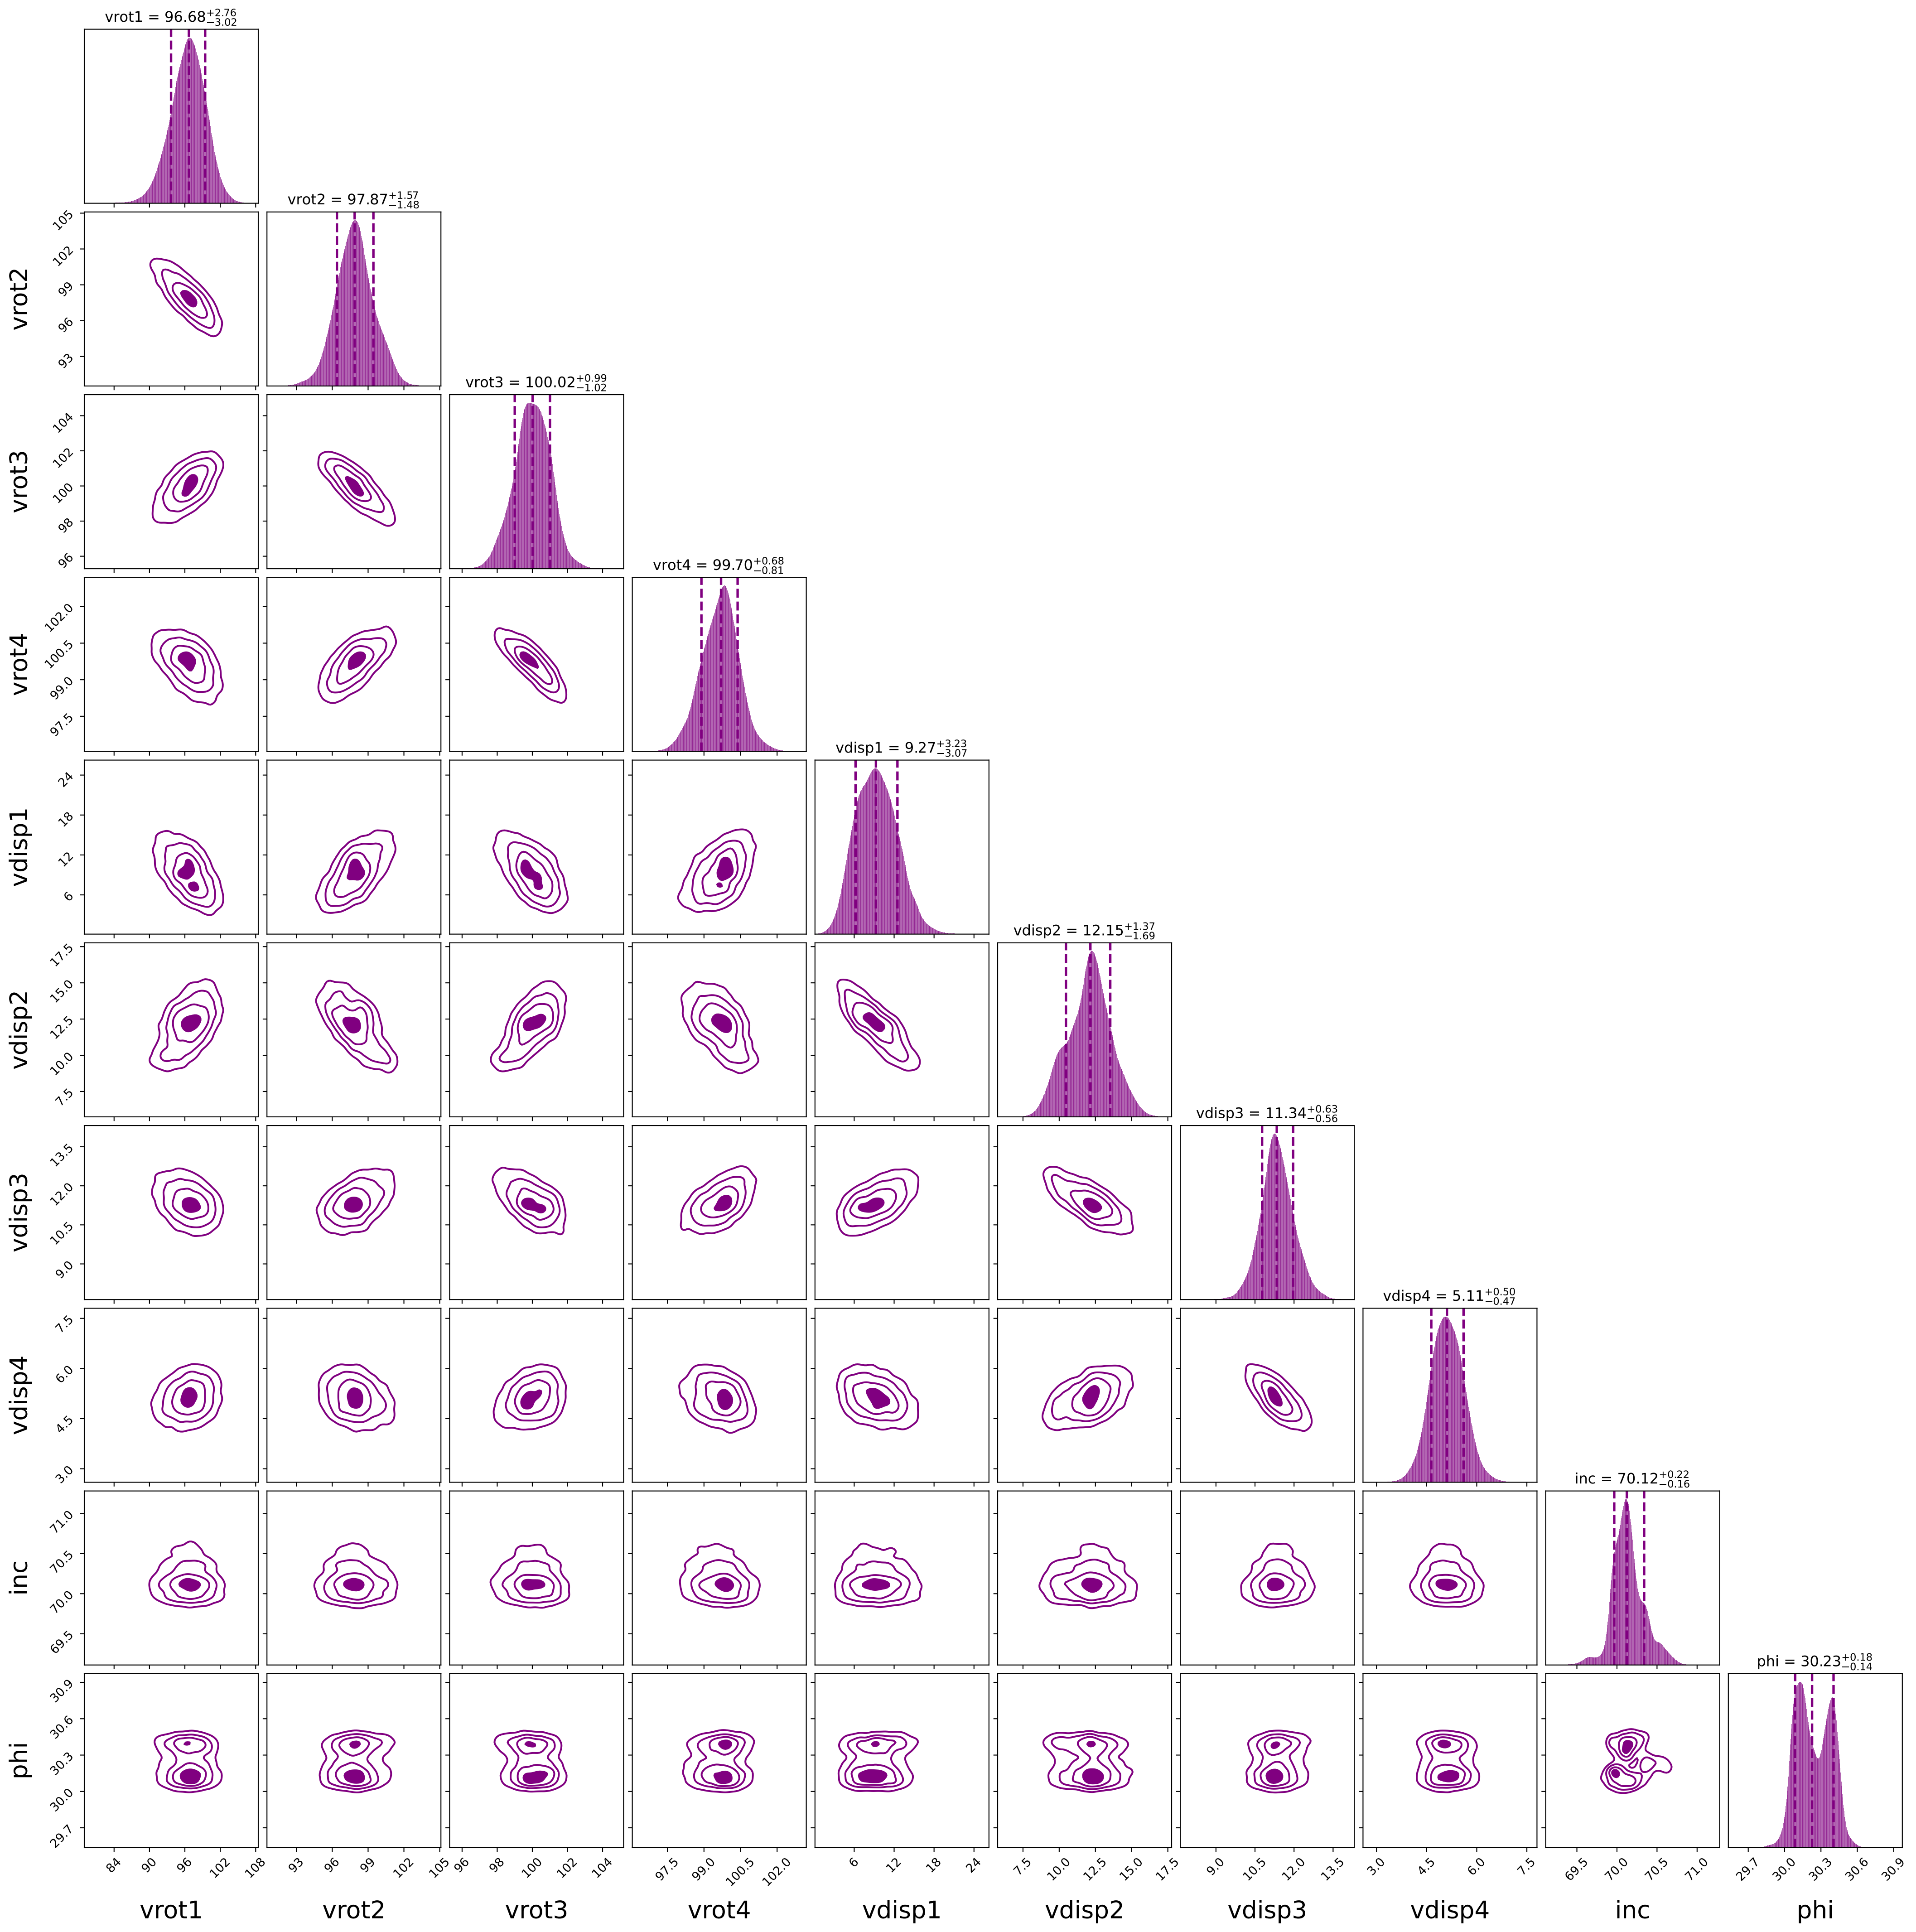 vrot1 = 96.68+2.76 −3.02
vrot2 = 97.87+1.57 −1.48
105
102
99
96
93
vrot2
vrot3 = 100.02+0.99 −1.02
104
102
100
98
96
vrot3
vrot4 = 99.70+0.68 −0.81
102.0
100.5
99.0
97.5
vrot4
vdisp1 = 9.27+3.23 −3.07
24
18
12
6
vdisp1
vdisp2 = 12.15+1.37 −1.69
17.5
15.0
12.5
10.0
7.5
vdisp2
vdisp3 = 11.34+0.63 −0.56
13.5
12.0
10.5
9.0
vdisp3
vdisp4 = 5.11+0.50 −0.47
7.5
6.0
4.5
3.0
vdisp4
inc = 70.12+0.22 −0.16
71.0
70.5
70.0
69.5
inc
phi = 30.23+0.18 −0.14
30.9
30.6
30.3
30.0
29.7
phi
84 90 96 102 108 93 96 99 102 105 96 98 100 102 104 97.5 99.0 100.5 102.0 6 12 18 24 7.5 10.0 12.5 15.0 17.5 9.0 10.5 12.0 13.5 3.0 4.5 6.0 7.5 69.5 70.0 70.5 71.0 29.7 30.0 30.3 30.6 30.9
vrot1 vrot2 vrot3 vrot4 vdisp1 vdisp2 vdisp3 vdisp4 inc phi